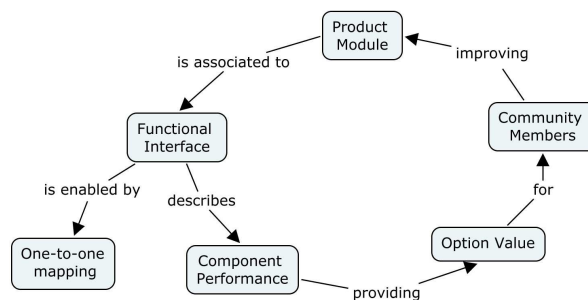 Product
Module
is associated to
improving
Functional
Interface
Community
Members
is enabled by
describes
for
One-to-one
mapping
Component
Performance
Option Value
providing